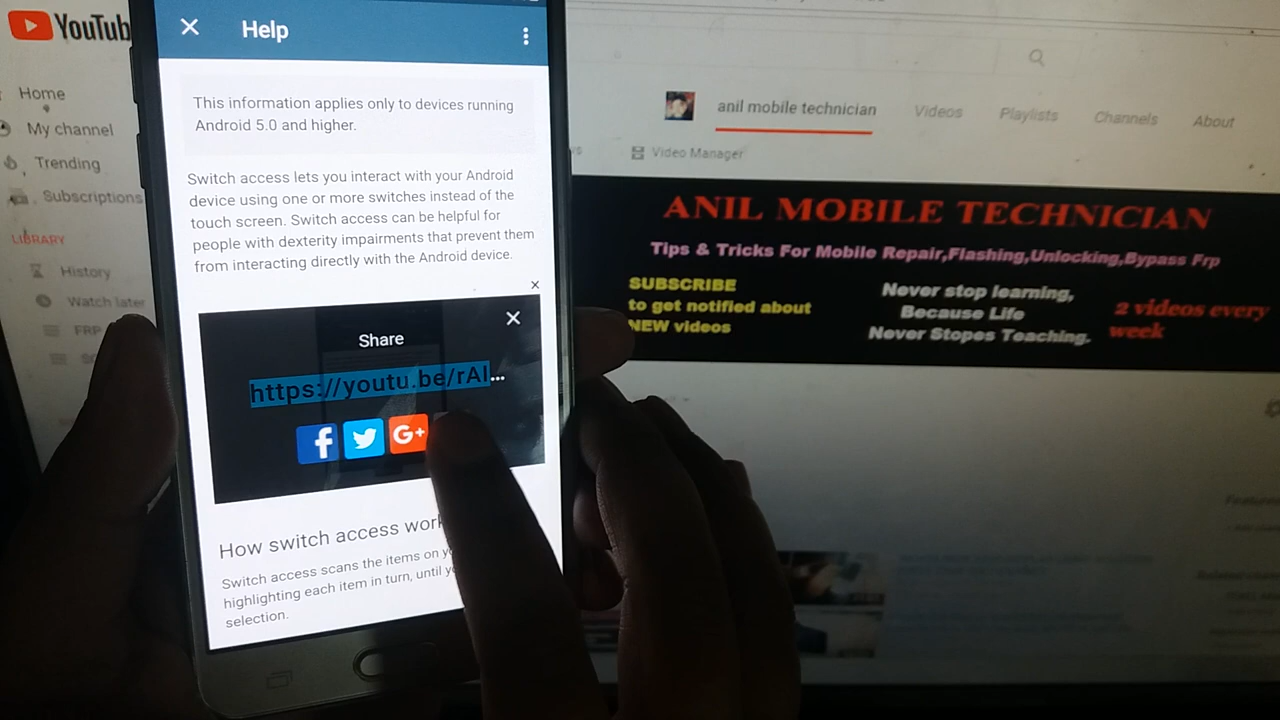 Help
This information applies only to devices running
Android 5.0 and higher.
Switch access lets you interact with your Android
device using one or more switches instead of the
touch screen. Switch access can be helpful for
people with dexterity impairments that prevent them
from interacting directly with the Android device.
Share
https://youtu.be/rAI...
G+
How switch access
Switch access scans the items on
highlighting each item in turn, until
selection.
YouTub
Home
My channel
Trending
Subscriptions
LIBRARY
History
Watch later
FRP
anil mobile technician
Videos
Playlists
Channels
About
Video Manager
ANIL MOBILE TECHNICIAN
Tips & Tricks For Mobile Repair,Flashing,Unlocking,Bypass Frp
SUBSCRIBE
to get notified about
NEW videos
Never stop learning,
Because Life
Never Stopes Teaching.
2 videos every
week